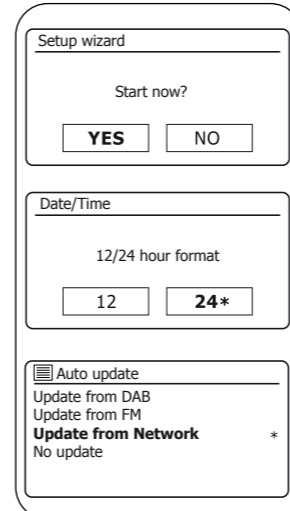 Setup wizard
Start now?
YES NO
Date/Time
12/24 hour format
12 24*
Auto update
Update from DAB
Update from FM
Update from Network *
No update